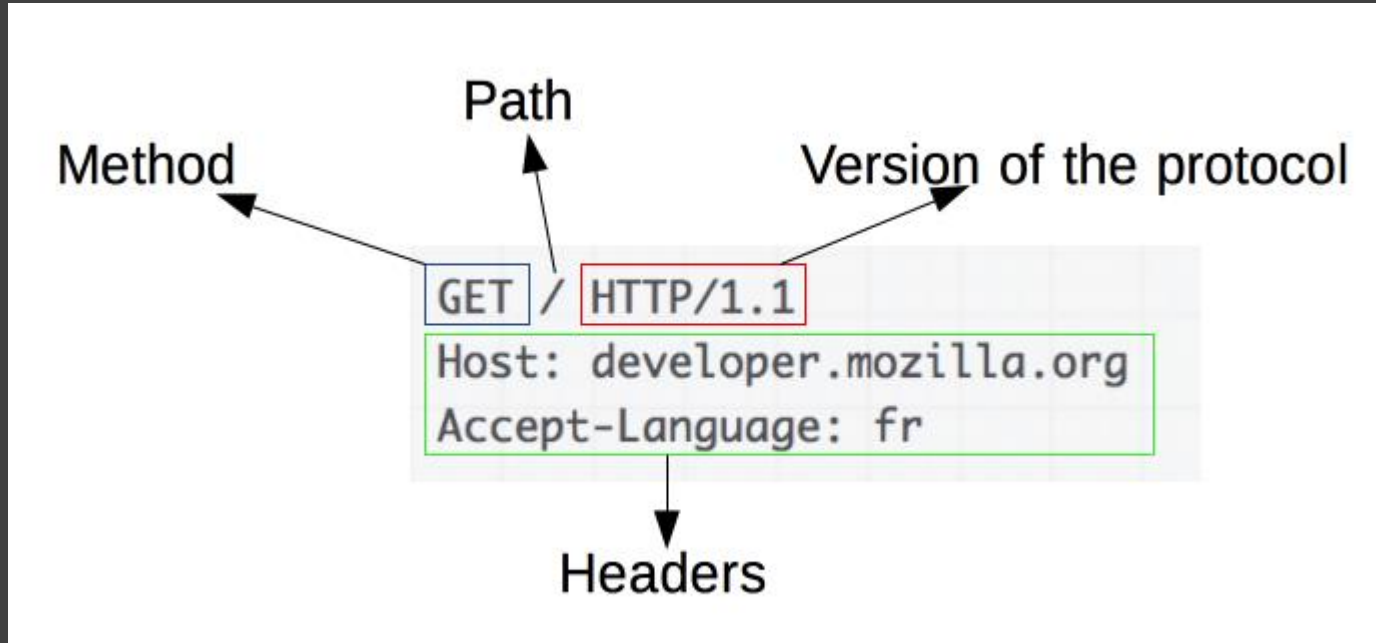 Path
Method
Version of the protocol
GET / HTTP/1.1
Host: developer.mozilla.org
Accept-Language: fr
Headers